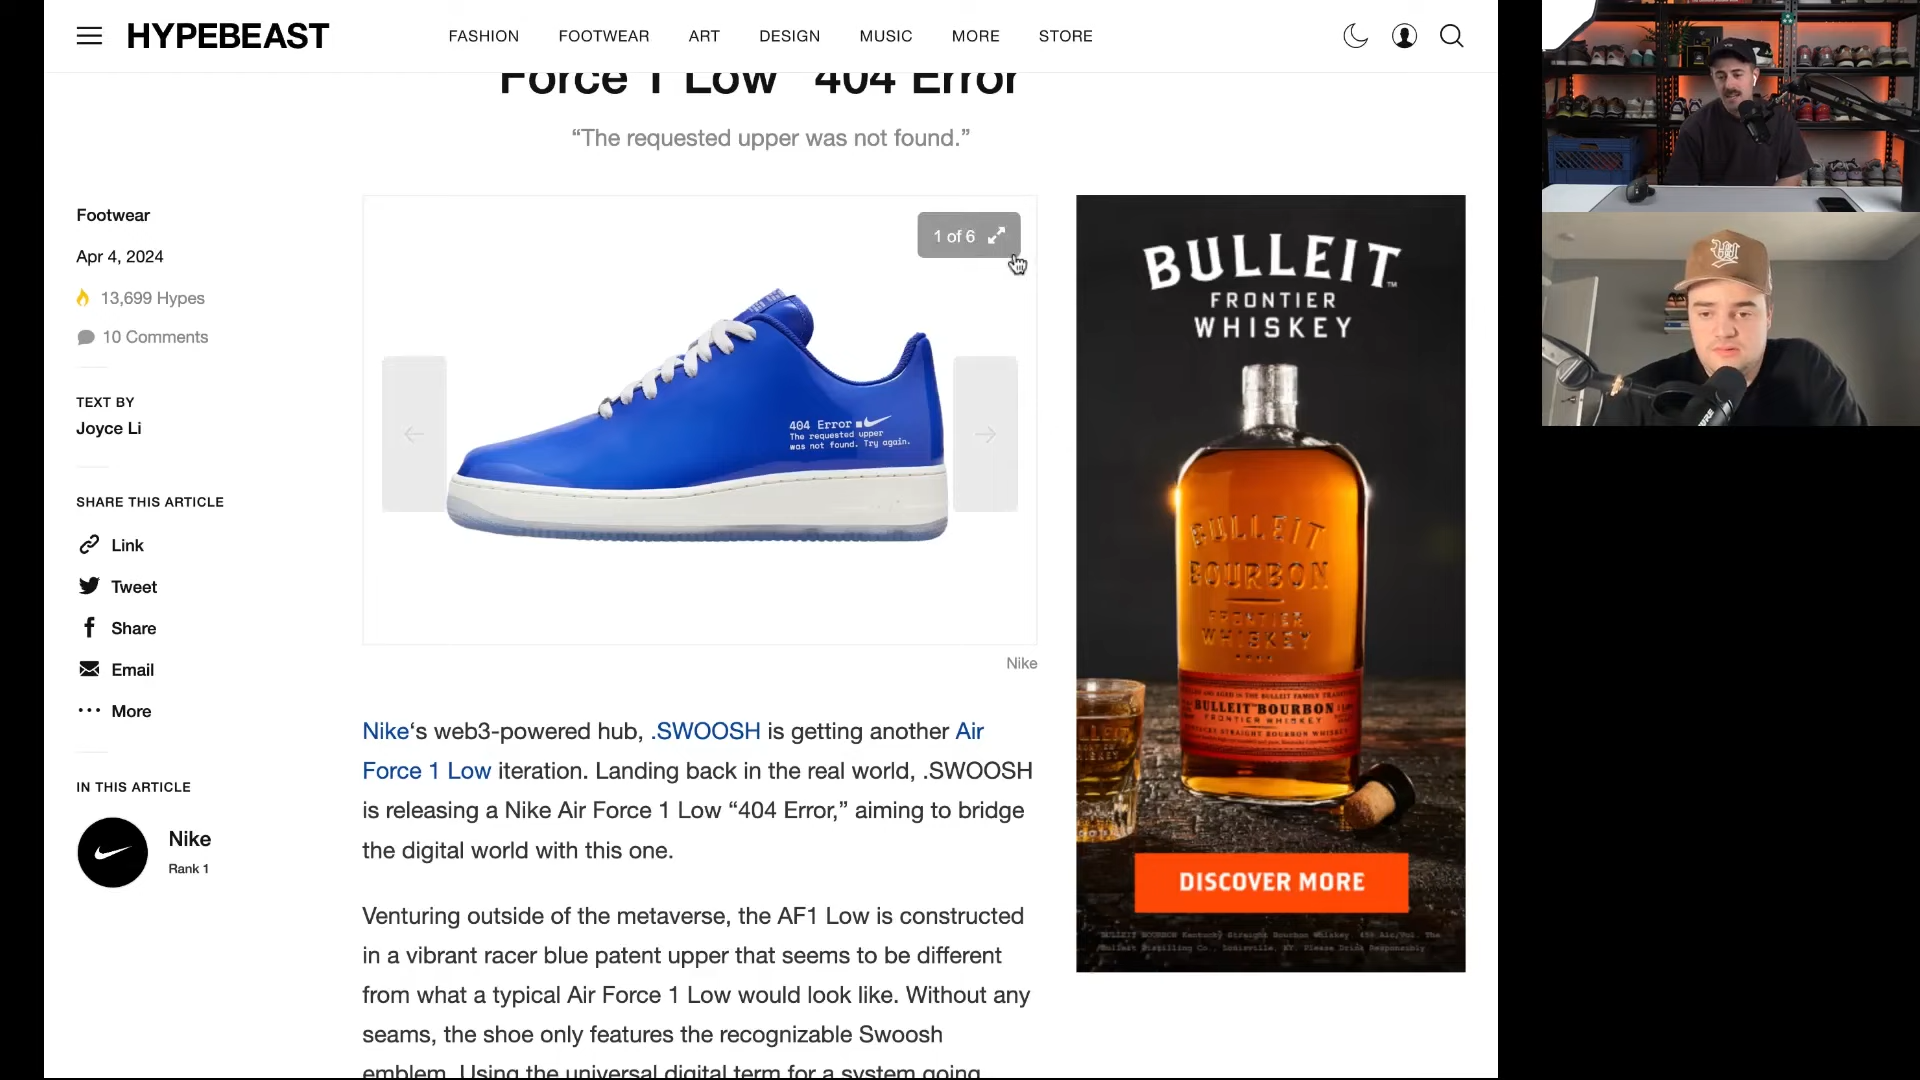 HYPEBEAST
FASHION
FOOTWEAR
ART
DESIGN
MUSIC
MORE
STORE
Force 1 Low “404 Error”
“The requested upper was not found.”
Footwear
Apr 4, 2024
13,699 Hypes
10 Comments
TEXT BY
Joyce Li
SHARE THIS ARTICLE
Link
Tweet
Share
Email
More
IN THIS ARTICLE
Nike
Rank 1
1 of 6
404 Error
The requested upper
was not found. Try again.
Nike
Nike‘s web3-powered hub, .SWOOSH is getting another Air
Force 1 Low iteration. Landing back in the real world, .SWOOSH
is releasing a Nike Air Force 1 Low “404 Error,” aiming to bridge
the digital world with this one.
Venturing outside of the metaverse, the AF1 Low is constructed
in a vibrant racer blue patent upper that seems to be different
from what a typical Air Force 1 Low would look like. Without any
seams, the shoe only features the recognizable Swoosh
emblem. Using the universal digital term for a system going
BULLEIT™
FRONTIER
WHISKEY
BULLEIT
BOURBON
FRONTIER
WHISKEY
BULLEIT BOURBON
FRONTIER WHISKEY
DISCOVER MORE